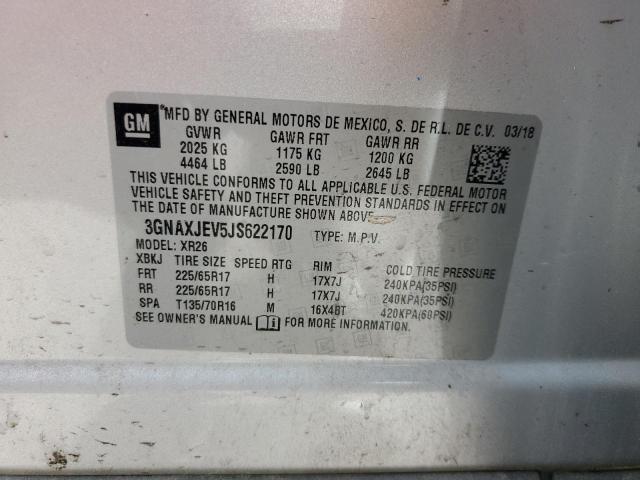 GM *MFD BY GENERAL MOTORS DE MEXICO, S. DE R.L. DE C.V. 03/18
GVWR GAWR FRT GAWR RR
2025 KG 1175 KG 1200 KG
4464 LB 2590 LB 2645 LB
THIS VEHICLE CONFORMS TO ALL APPLICABLE U.S. FEDERAL MOTOR
VEHICLE SAFETY AND THEFT PREVENTION STANDARDS IN EFFECT ON
THE DATE OF MANUFACTURE SHOWN ABOVE.
3GNAXJEV5JS622170 TYPE: M.P.V.
MODEL: XR26
XBKJ TIRE SIZE SPEED RTG RIM COLD TIRE PRESSURE
FRT 225/65R17 H 17X7J 240KPA(35PSI)
RR 225/65R17 H 17X7J 240KPA(35PSI)
SPA T135/70R16 M 16X4BT 420KPA(60PSI)
SEE OWNER'S MANUAL FOR MORE INFORMATION.